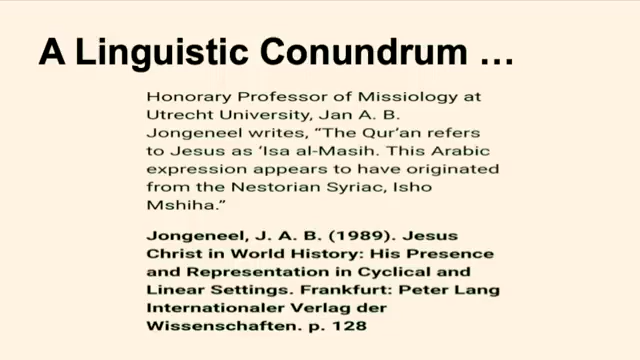 A Linguistic Conundrum …
Honorary Professor of Missiology at
Utrecht University, Jan A. B.
Jongeneel writes, “The Qur’an refers
to Jesus as ‘Isa al-Masih. This Arabic
expression appears to have originated
from the Nestorian Syriac, Isho
Mshiha.”
Jongeneel, J. A. B. (1989). Jesus
Christ in World History: His Presence
and Representation in Cyclical and
Linear Settings. Frankfurt: Peter Lang
Internationaler Verlag der
Wissenschaften. p. 128